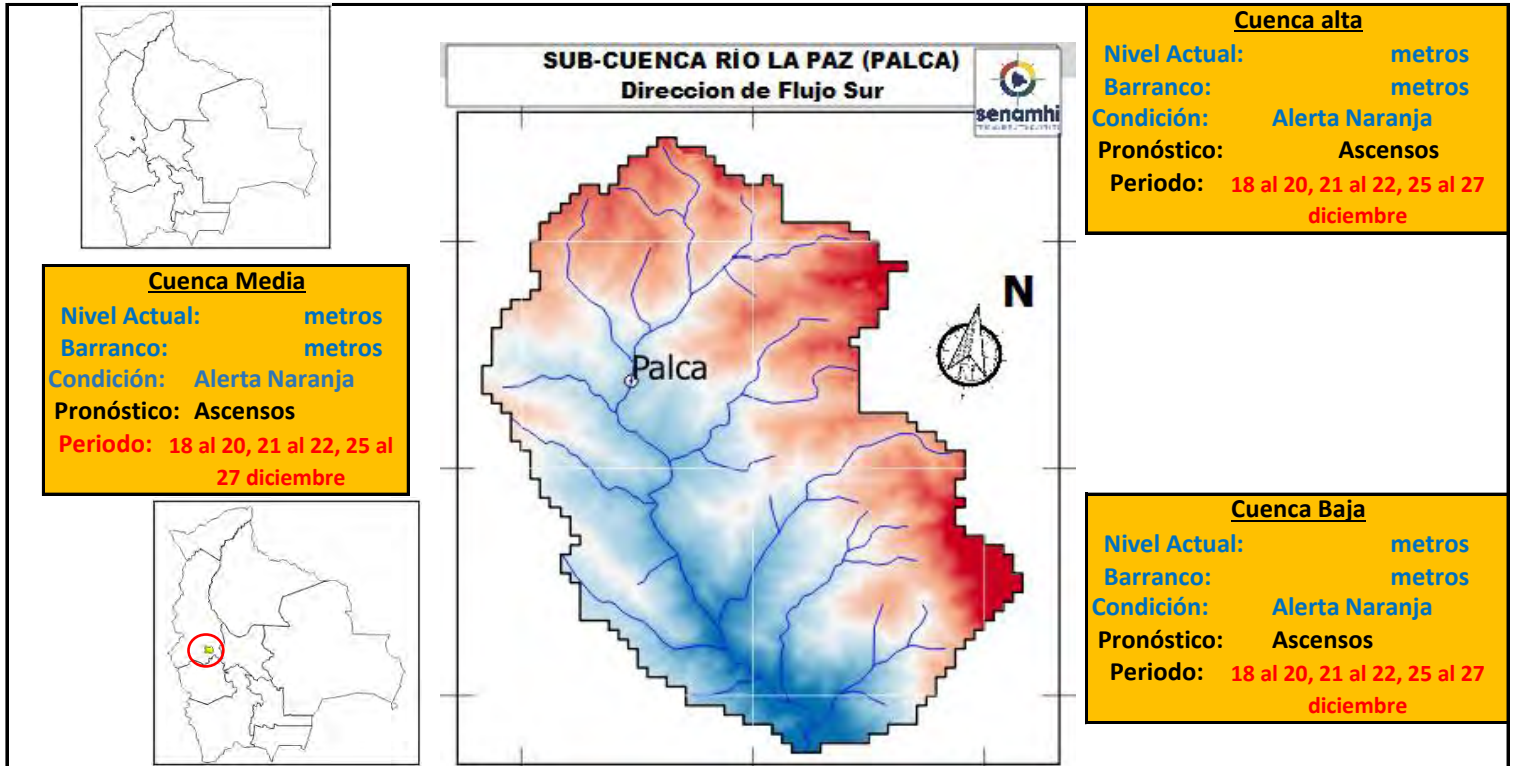 SUB-CUENCA RÍO LA PAZ (PALCA)
Direccion de Flujo Sur
senamhi
N
Palca
Cuenca alta
Nivel Actual: metros
Barranco: metros
Condición: Alerta Naranja
Pronóstico: Ascensos
Periodo: 18 al 20, 21 al 22, 25 al 27
diciembre
Cuenca Media
Nivel Actual: metros
Barranco: metros
Condición: Alerta Naranja
Pronóstico: Ascensos
Periodo: 18 al 20, 21 al 22, 25 al
27 diciembre
Cuenca Baja
Nivel Actual: metros
Barranco: metros
Condición: Alerta Naranja
Pronóstico: Ascensos
Periodo: 18 al 20, 21 al 22, 25 al 27
diciembre